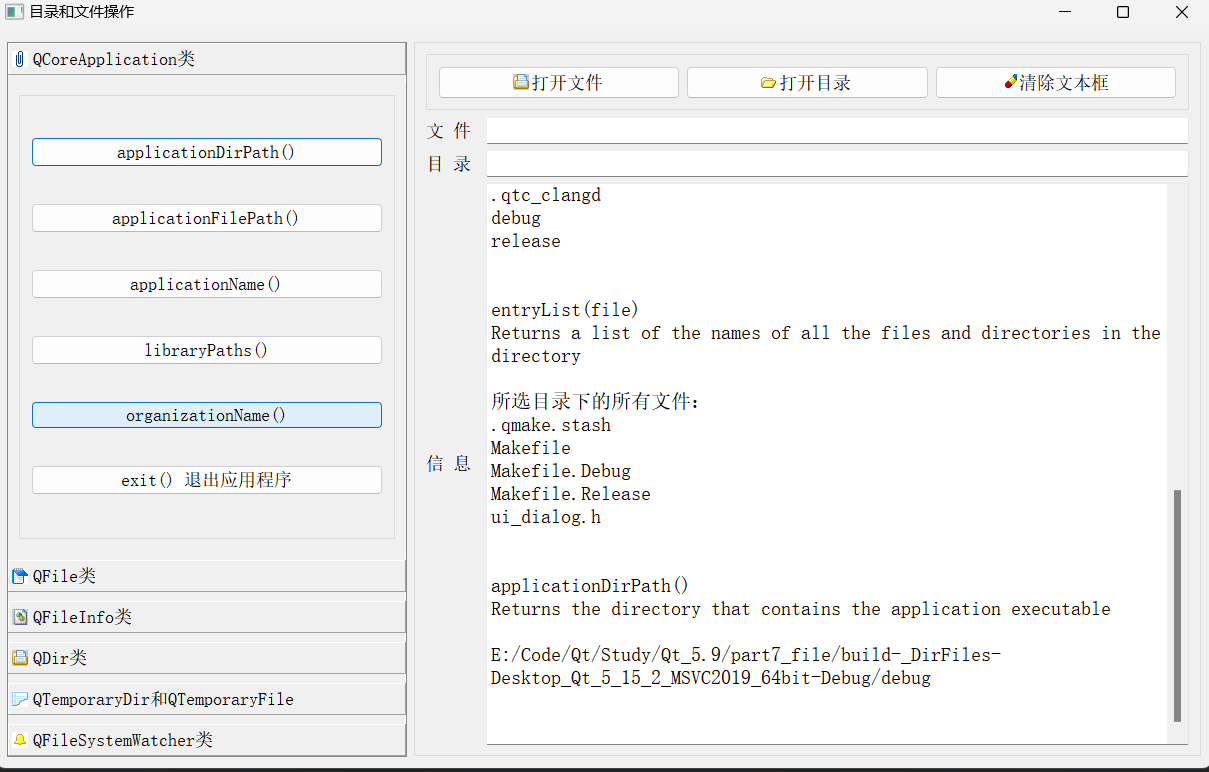 目录和文件操作
QCoreApplication类
applicationDirPath()
applicationFilePath()
applicationName()
libraryPaths()
organizationName()
exit() 退出应用程序
QFile类
QFileInfo类
QDir类
QTemporaryDir和QTemporaryFile
QFileSystemWatcher类
打开文件
打开目录
清除文本框
文 件
目 录
信 息
.qtc_clangd
debug
release
entryList(file)
Returns a list of the names of all the files and directories in the
directory
所选目录下的所有文件:
.qmake.stash
Makefile
Makefile.Debug
Makefile.Release
ui_dialog.h
applicationDirPath()
Returns the directory that contains the application executable
E:/Code/Qt/Study/Qt_5.9/part7_file/build-_DirFiles-
Desktop_Qt_5_15_2_MSVC2019_64bit-Debug/debug